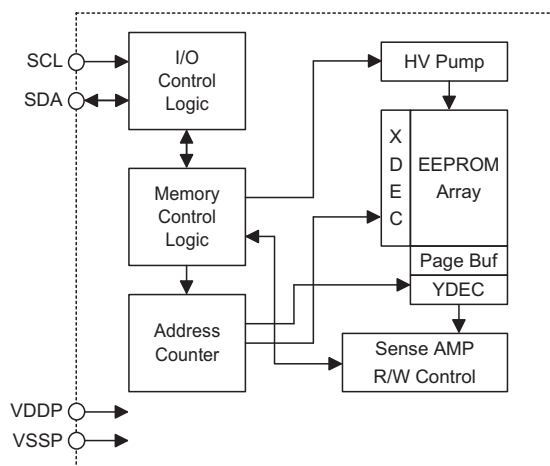 SCL
SDA
I/O
Control
Logic
HV Pump
X
D
E
C
EEPROM
Array
Memory
Control
Logic
Page Buf
YDEC
Address
Counter
Sense AMP
R/W Control
VDDP
VSSP